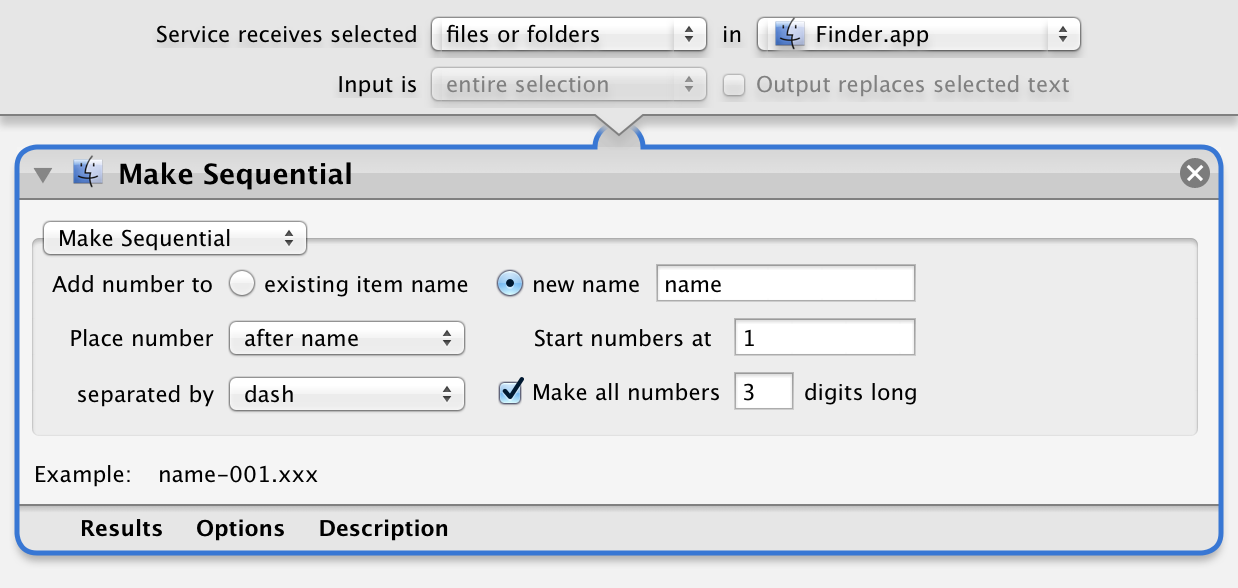 Service receives selected files or folders in Finder.app
Input is entire selection Output replaces selected text
Make Sequential
Make Sequential
Add number to existing item name new name name
Place number after name Start numbers at 1
separated by dash Make all numbers 3 digits long
Example: name-001.xxx
Results Options Description